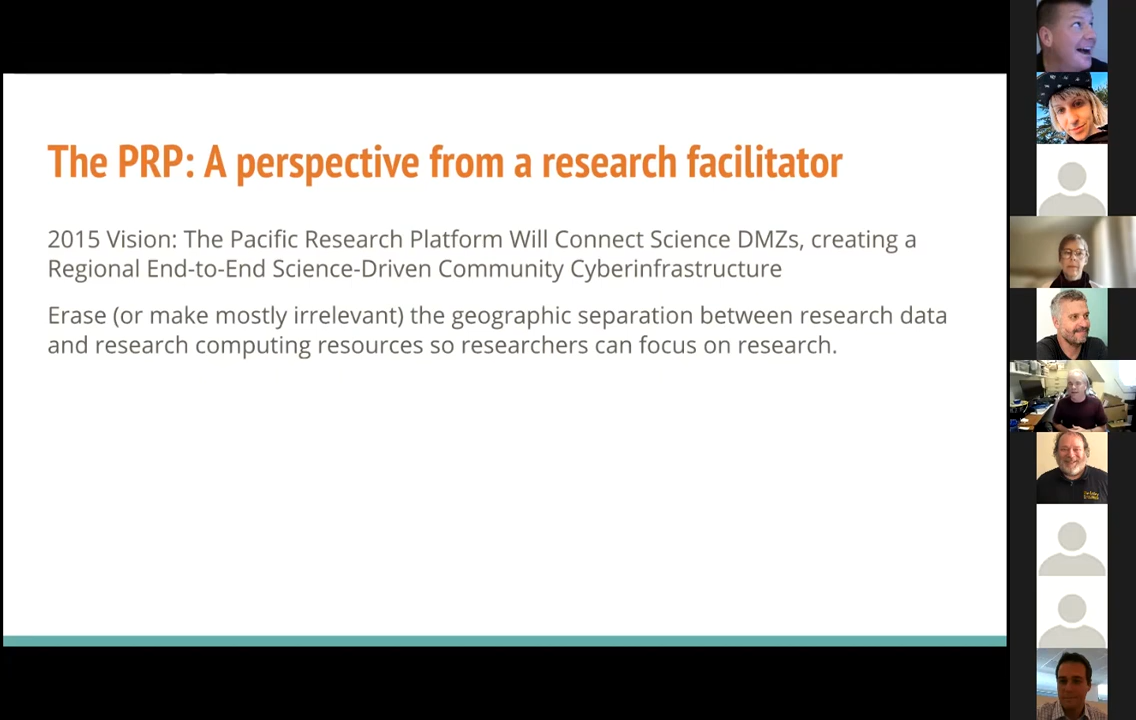 The PRP: A perspective from a research facilitator
2015 Vision: The Pacific Research Platform Will Connect Science DMZs, creating a
Regional End-to-End Science-Driven Community Cyberinfrastructure
Erase (or make mostly irrelevant) the geographic separation between research data
and research computing resources so researchers can focus on research.